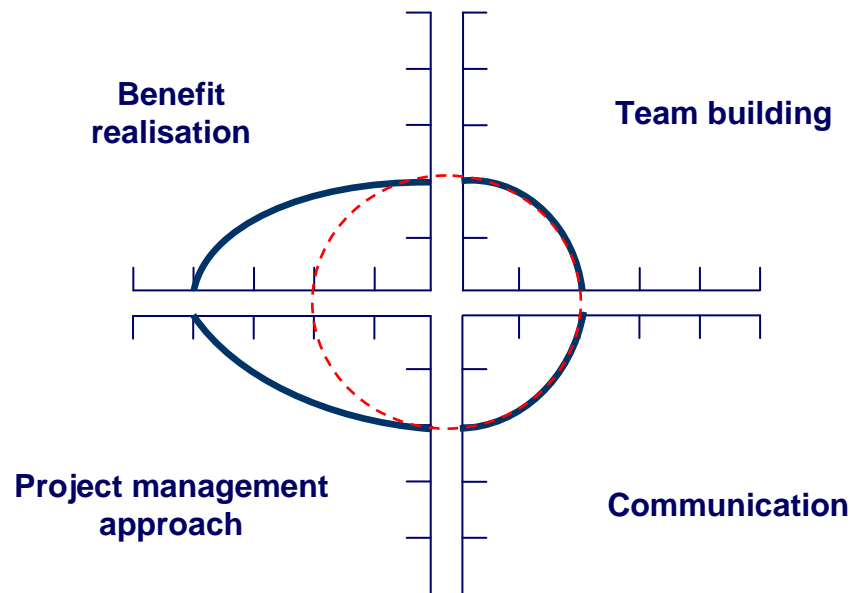 Benefit
realisation
Team building
Project management
approach
Communication